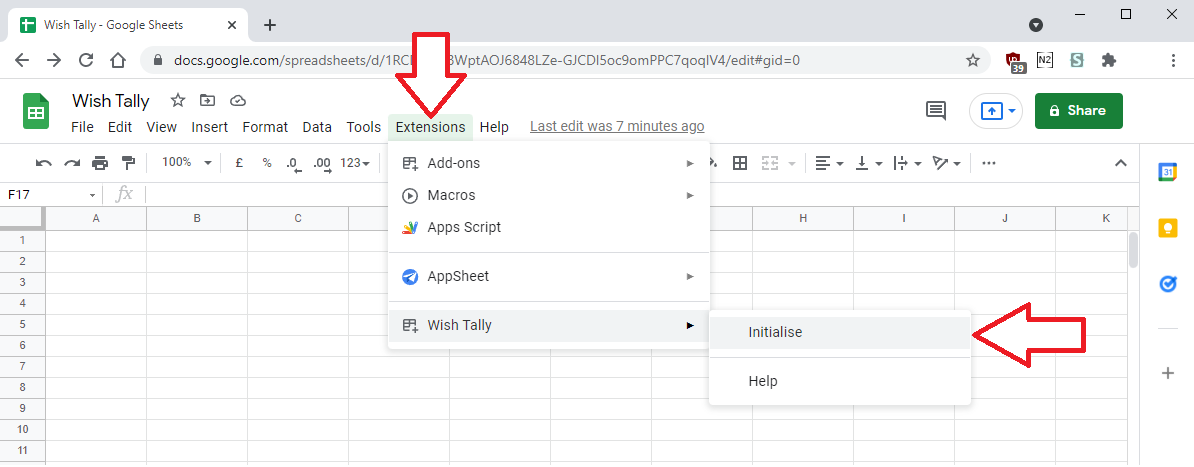 Wish Tally - Google Sheets
docs.google.com/spreadsheets/d/1RC WptAOJ6848LZe-GJCDI5oc9omPPC7qoqIV4/edit#gid=0
39
N2
S
Wish Tally
Share
File Edit View Insert Format Data Tools Extensions Help Last edit was 7 minutes ago
100% £ % .0 .00 123
31
F17 fx
Add-ons
Macros
Apps Script
AppSheet
Wish Tally
Initialise
Help
A B C H I J K
1
2
3
4
5
6
7
8
9
10
11